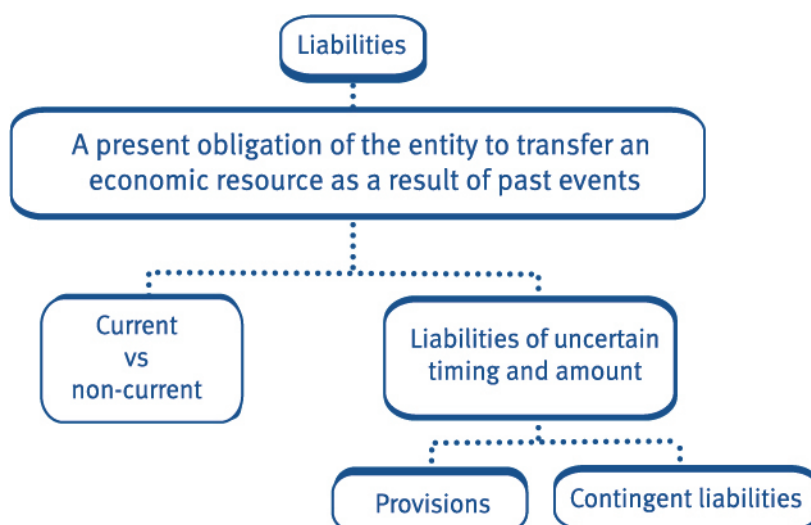 Liabilities
A present obligation of the entity to transfer an
economic resource as a result of past events
Current
vs
non-current
Liabilities of uncertain
timing and amount
Provisions
Contingent liabilities